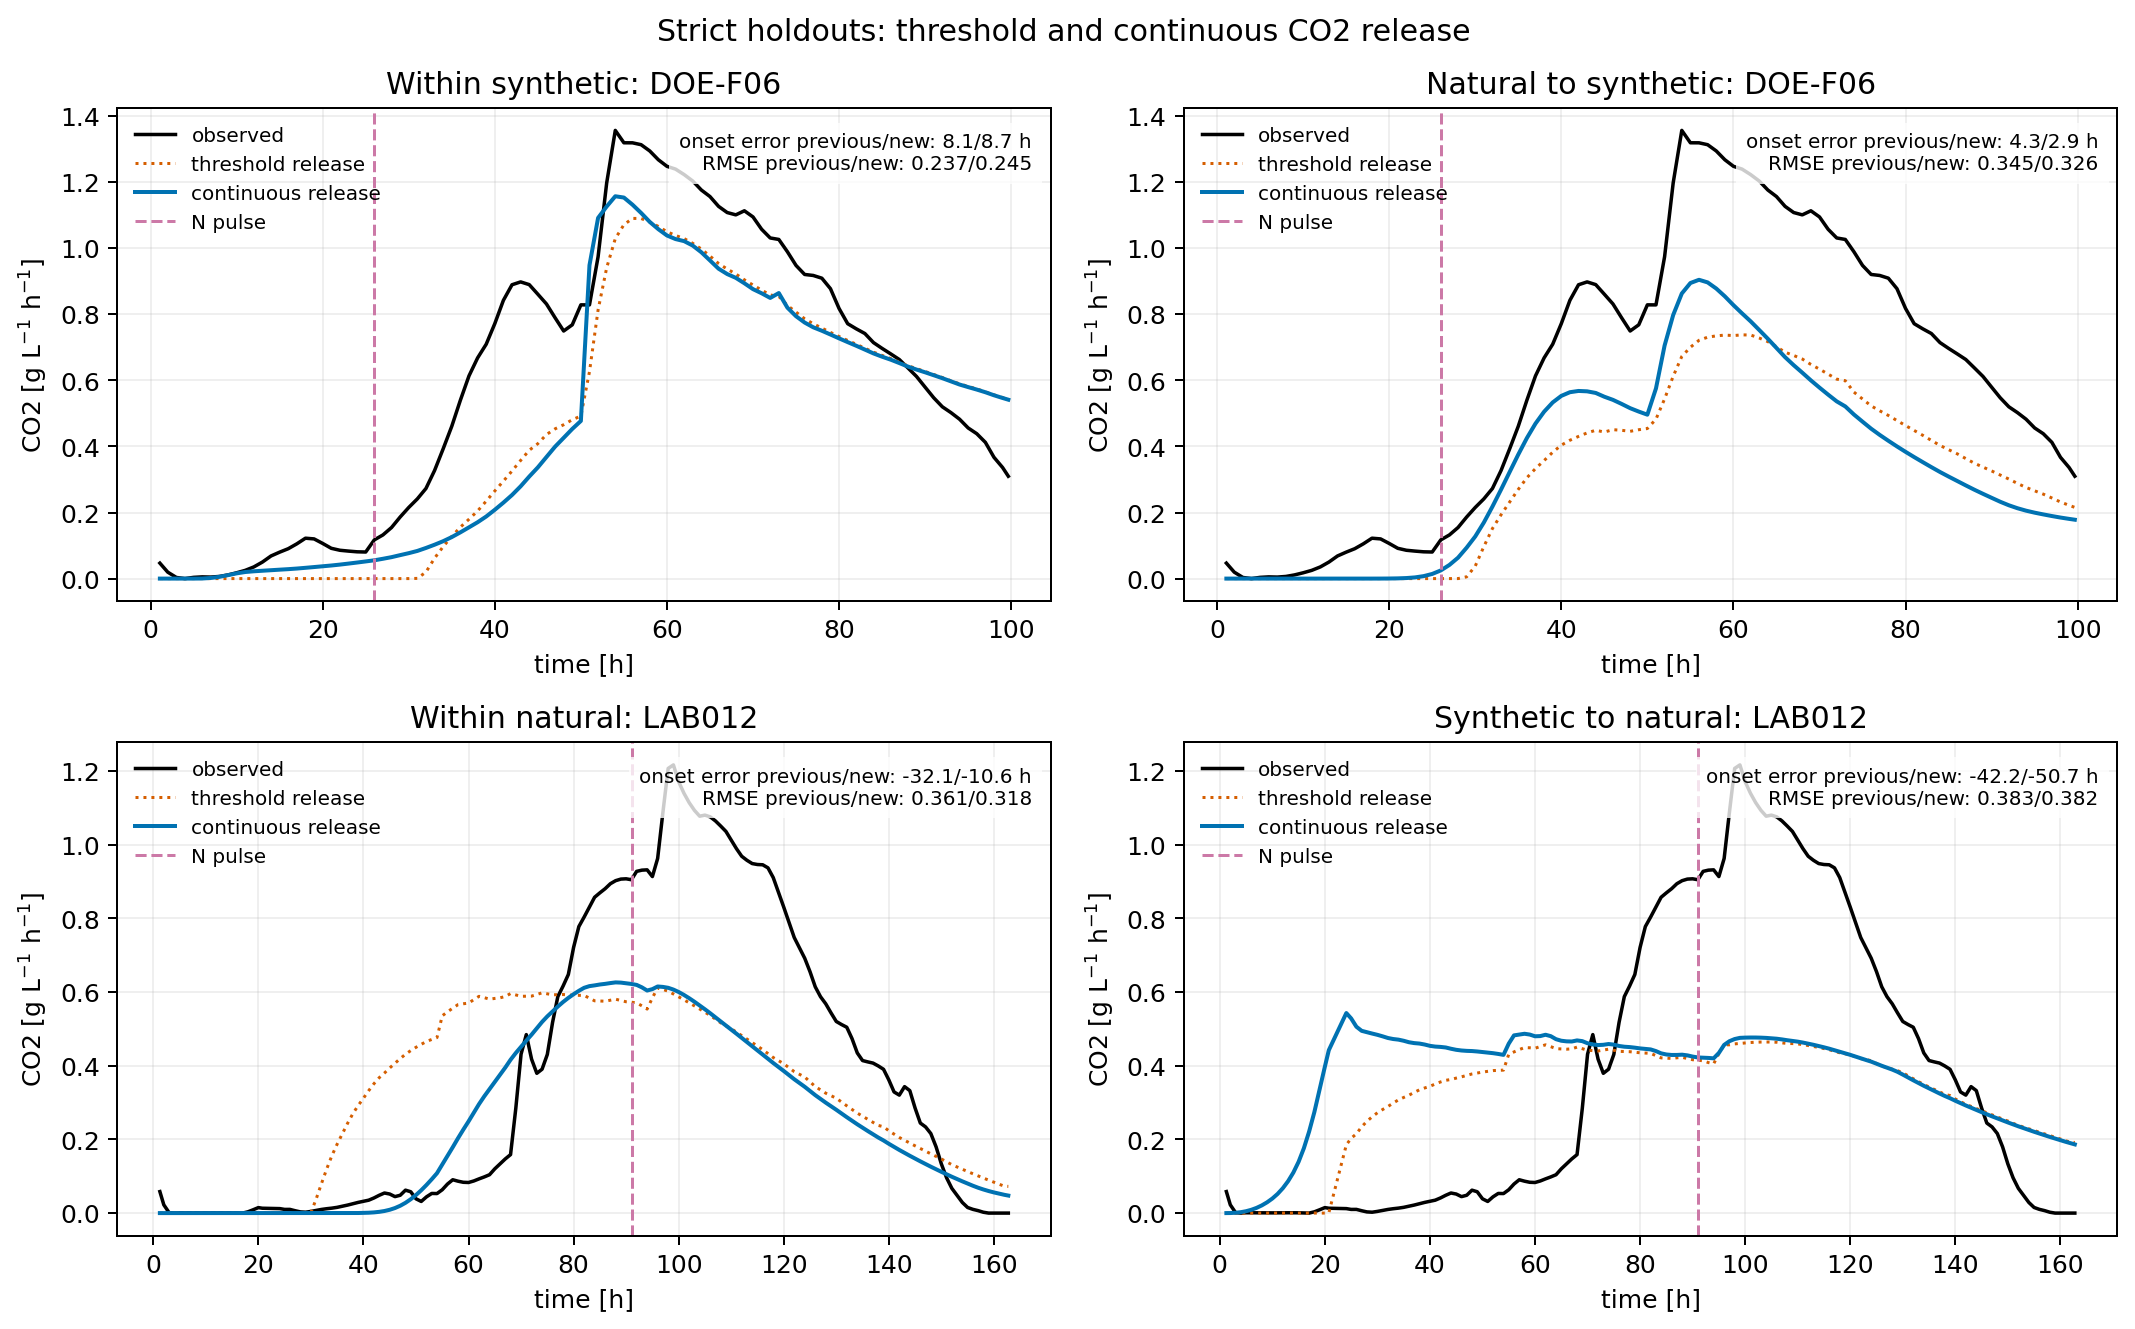 Strict holdouts: threshold and continuous CO2 release
Within synthetic: DOE-F06
observed
threshold release
continuous release
N pulse
onset error previous/new: 8.1/8.7 h
RMSE previous/new: 0.237/0.245
CO2 [g L⁻¹ h⁻¹]
1.4
1.2
1.0
0.8
0.6
0.4
0.2
0.0
0 20 40 60 80 100
time [h]
Natural to synthetic: DOE-F06
observed
threshold release
continuous release
N pulse
onset error previous/new: 4.3/2.9 h
RMSE previous/new: 0.345/0.326
CO2 [g L⁻¹ h⁻¹]
1.4
1.2
1.0
0.8
0.6
0.4
0.2
0.0
0 20 40 60 80 100
time [h]
Within natural: LAB012
observed
threshold release
continuous release
N pulse
onset error previous/new: -32.1/-10.6 h
RMSE previous/new: 0.361/0.318
CO2 [g L⁻¹ h⁻¹]
1.2
1.0
0.8
0.6
0.4
0.2
0.0
0 20 40 60 80 100 120 140 160
time [h]
Synthetic to natural: LAB012
observed
threshold release
continuous release
N pulse
onset error previous/new: -42.2/-50.7 h
RMSE previous/new: 0.383/0.382
CO2 [g L⁻¹ h⁻¹]
1.2
1.0
0.8
0.6
0.4
0.2
0.0
0 20 40 60 80 100 120 140 160
time [h]